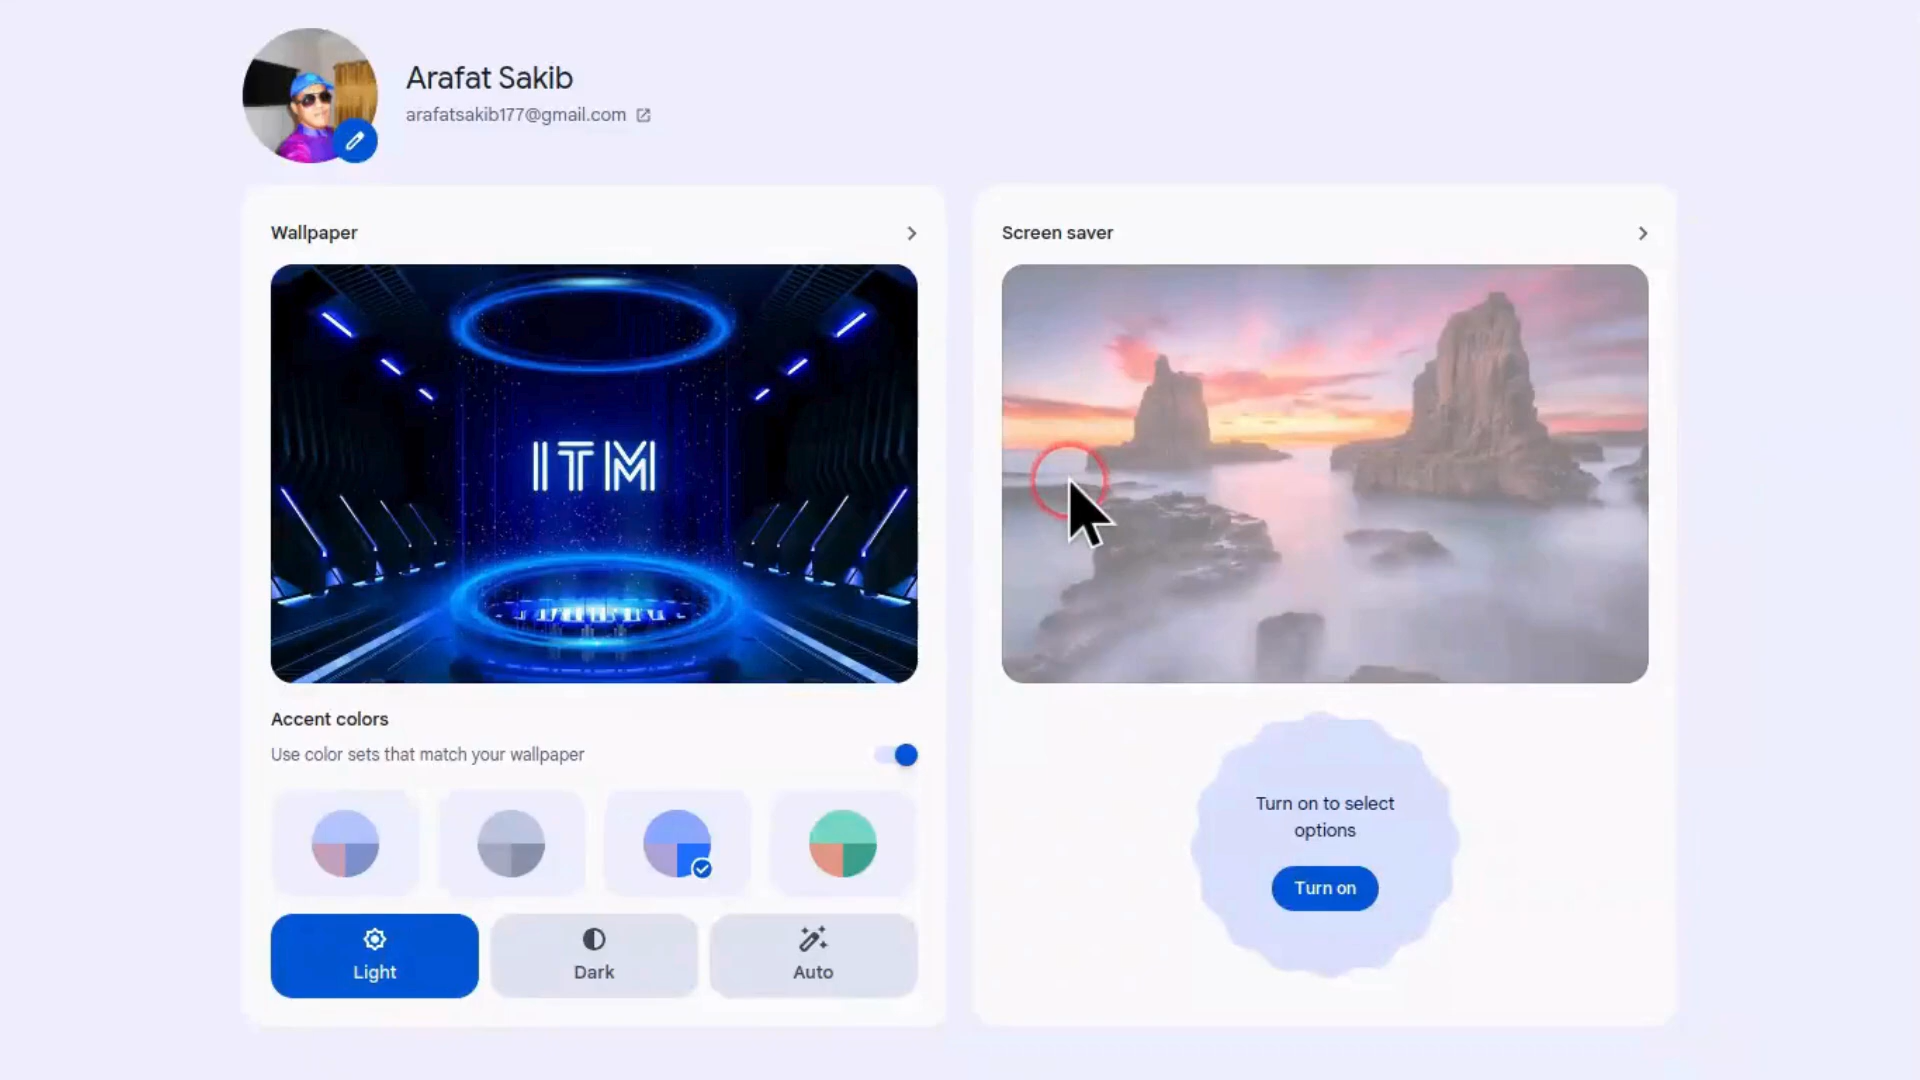 Arafat Sakib
arafatsakib177@gmail.com
Wallpaper
ITM
Accent colors
Use color sets that match your wallpaper
Light
Dark
Auto
Screen saver
Turn on to select
options
Turn on